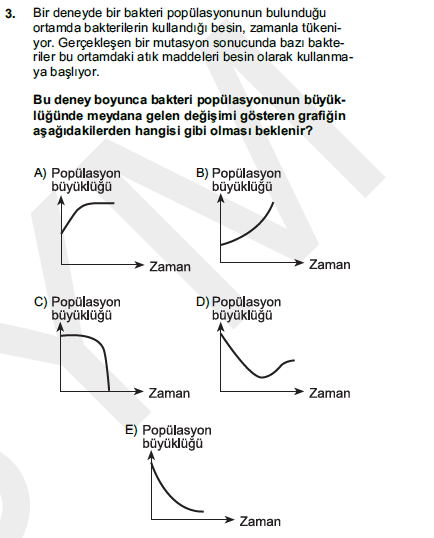 3. Bir deneyde bir bakteri popülasyonunun bulunduğu
ortamda bakterilerin kullandığı besin, zamanla tükeni-
yor. Gerçekleşen bir mutasyon sonucunda bazı bakte-
riler bu ortamdaki atık maddeleri besin olarak kullanma-
ya başlıyor.
Bu deney boyunca bakteri popülasyonunun büyük-
lüğünde meydana gelen değişimi gösteren grafiğin
aşağıdakilerden hangisi gibi olması beklenir?
A) Popülasyon
büyüklüğü
Zaman
B) Popülasyon
büyüklüğü
Zaman
C) Popülasyon
büyüklüğü
Zaman
D) Popülasyon
büyüklüğü
Zaman
E) Popülasyon
büyüklüğü
Zaman